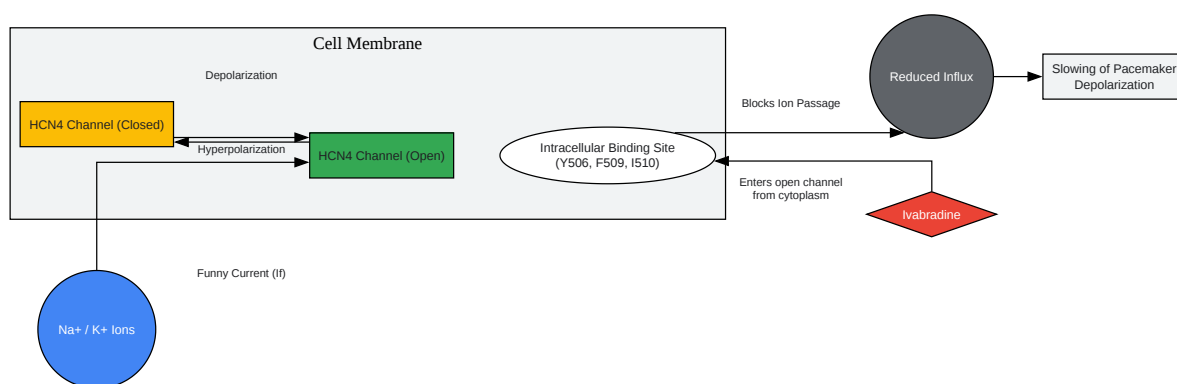 Cell Membrane
Depolarization
HCN4 Channel (Closed)
Hyperpolarization
HCN4 Channel (Open)
Intracellular Binding Site
(Y506, F509, I510)
Blocks Ion Passage
Reduced Influx
Slowing of Pacemaker
Depolarization
Enters open channel
from cytoplasm
Ivabradine
Funny Current (If)
Na+ / K+ Ions